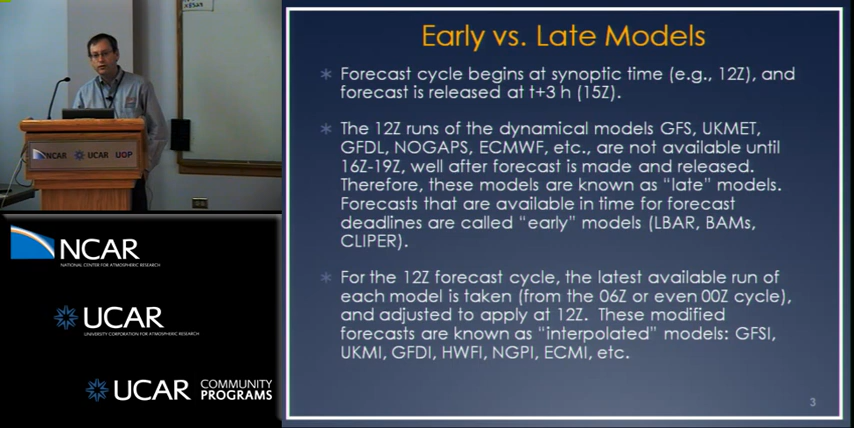 Early vs. Late Models
Forecast cycle begins at synoptic time (e.g., 12Z), and
forecast is released at t+3 h (15Z).
The 12Z runs of the dynamical models GFS, UKMET,
GFDL, NOGAPS, ECMWF, etc., are not available until
16Z-19Z, well after forecast is made and released.
Therefore, these models are known as “late” models.
Forecasts that are available in time for forecast
deadlines are called “early” models (LBAR, BAMs,
CLIPER).
For the 12Z forecast cycle, the latest available run of
each model is taken (from the 06Z or even 00Z cycle),
and adjusted to apply at 12Z. These modified
forecasts are known as “interpolated” models: GFSI,
UKMI, GFDI, HWFI, NGPI, ECMI, etc.
3
NCAR UCAR UOP
NCAR
NATIONAL CENTER FOR ATMOSPHERIC RESEARCH
UCAR
UNIVERSITY CORPORATION FOR ATMOSPHERIC RESEARCH
UCAR COMMUNITY
PROGRAMS